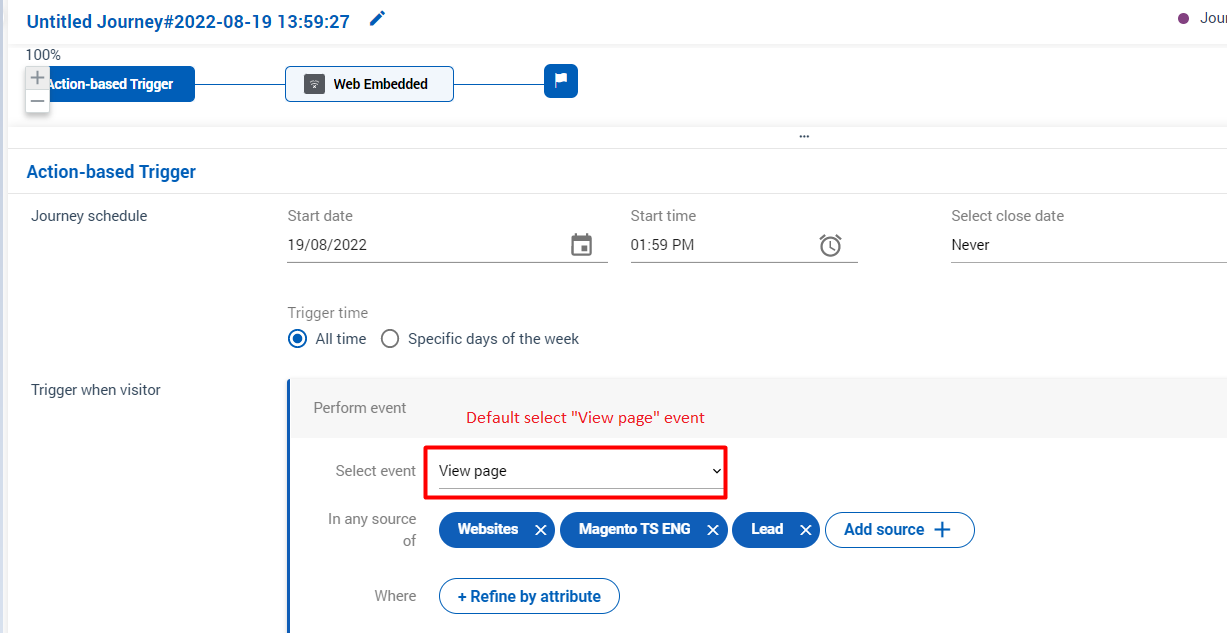 Untitled Journey#2022-08-19 13:59:27
Jour
100%
Action-based Trigger
Web Embedded
Action-based Trigger
Journey schedule
Start date
Start time
Select close date
19/08/2022
01:59 PM
Never
Trigger time
All time
Specific days of the week
Trigger when visitor
Perform event
Default select "View page" event
Select event
View page
In any source
of
Websites
Magento TS ENG
Lead
Add source +
Where
+ Refine by attribute